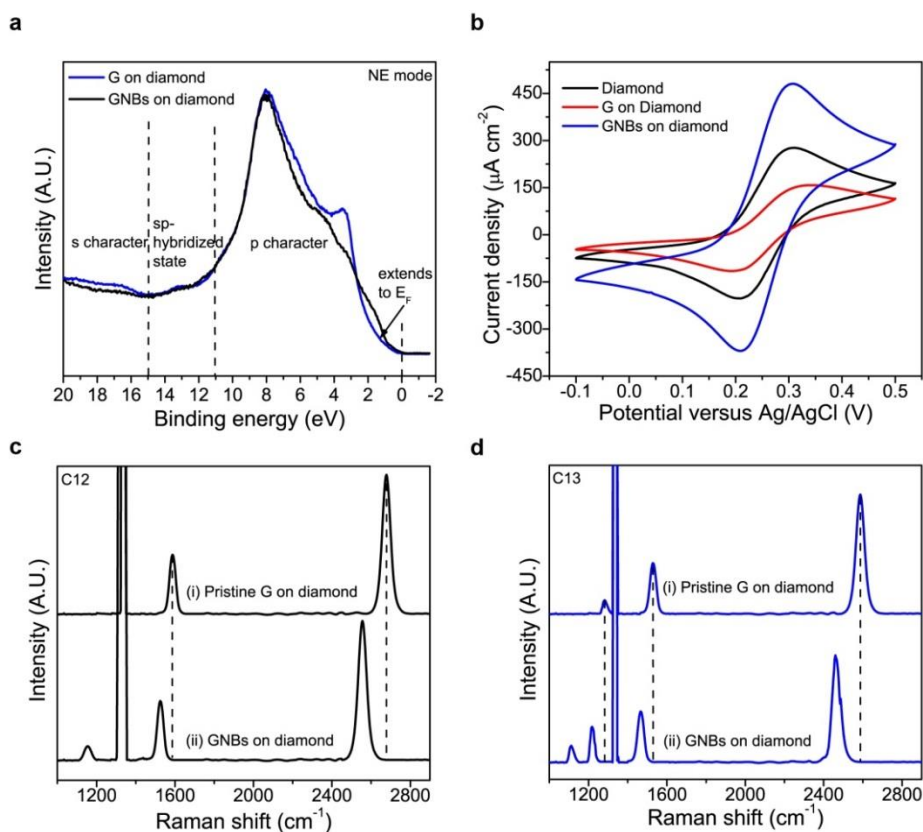 a
G on diamond
GNBs on diamond
NE mode
s character
sp-
hybridized
state
p character
extends
to E_F
Intensity (A.U.)
20 18 16 14 12 10 8 6 4 2 0 -2
Binding energy (eV)
b
Diamond
G on Diamond
GNBs on diamond
Current density (μA cm⁻²)
450
300
150
0
-150
-300
-450
-0.1 0.0 0.1 0.2 0.3 0.4 0.5
Potential versus Ag/AgCl (V)
c
C12
(i) Pristine G on diamond
(ii) GNBs on diamond
Intensity (A.U.)
1200 1600 2000 2400 2800
Raman shift (cm⁻¹)
d
C13
(i) Pristine G on diamond
(ii) GNBs on diamond
Intensity (A.U.)
1200 1600 2000 2400 2800
Raman shift (cm⁻¹)